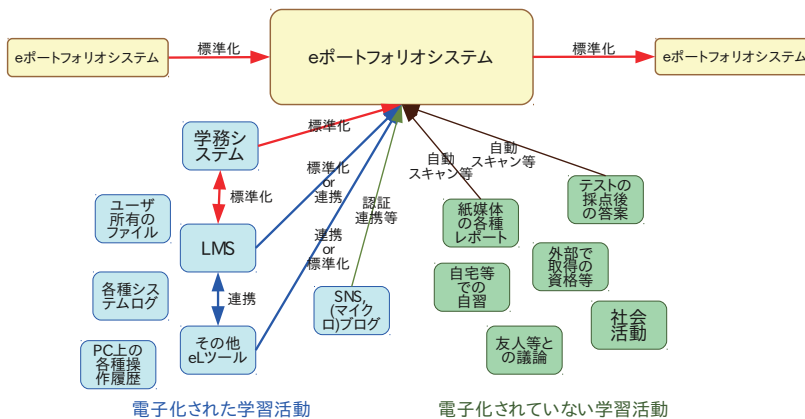 eポートフォリオシステム
標準化
eポートフォリオシステム
標準化
eポートフォリオシステム
学務シ
ステム
標準化
標準化
ユーザ
所有の
ファイル
LMS
標準化
or
連携
連携
or
標準化
認証
連携等
自動
スキャン等
自動
スキャン等
紙媒体
の各種
レポート
テストの
採点後
の答案
各種シス
テムログ
連携
SNS,
(マイク
ロ)ブログ
自宅等
での
自習
外部で
取得の
資格等
PC上の
各種操
作履歴
その他
eLツール
友人等と
の議論
社会
活動
電子化された学習活動
電子化されていない学習活動